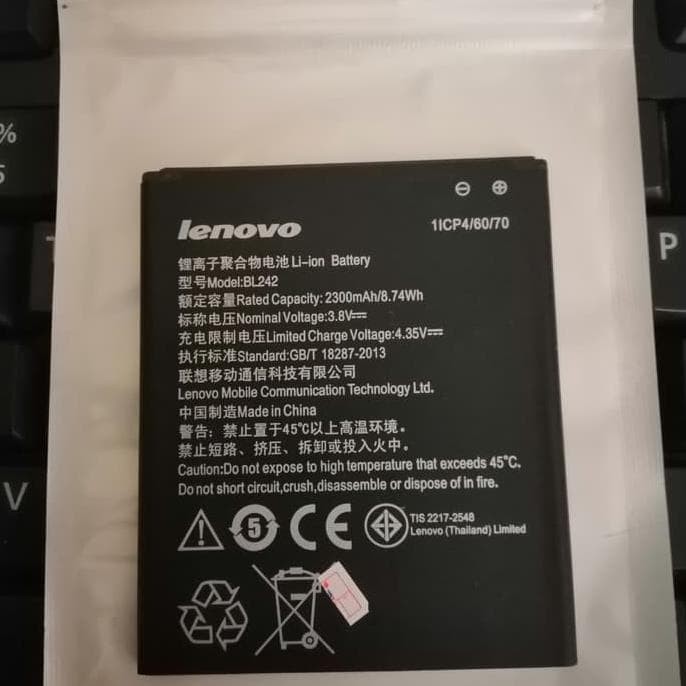 %
5
T
P
V
⊖ ⊕
lenovo
1ICP4/60/70
锂离子聚合物电池 Li-ion Battery
型号Model:BL242
额定容量Rated Capacity: 2300mAh/8.74Wh
标称电压Nominal Voltage:3.8V⎓
充电限制电压Limited Charge Voltage:4.35V⎓
执行标准Standard:GB/T 18287-2013
联想移动通信科技有限公司
Lenovo Mobile Communication Technology Ltd.
中国制造Made in China
警告：禁止置于45℃以上高温环境。
禁止短路、挤压、拆卸或投入火中。
Caution:Do not expose to high temperature that exceeds 45°C.
Do not short circuit,crush,disassemble or dispose of in fire.
5
CE
TIS 2217-2548
Lenovo (Thailand) Limited